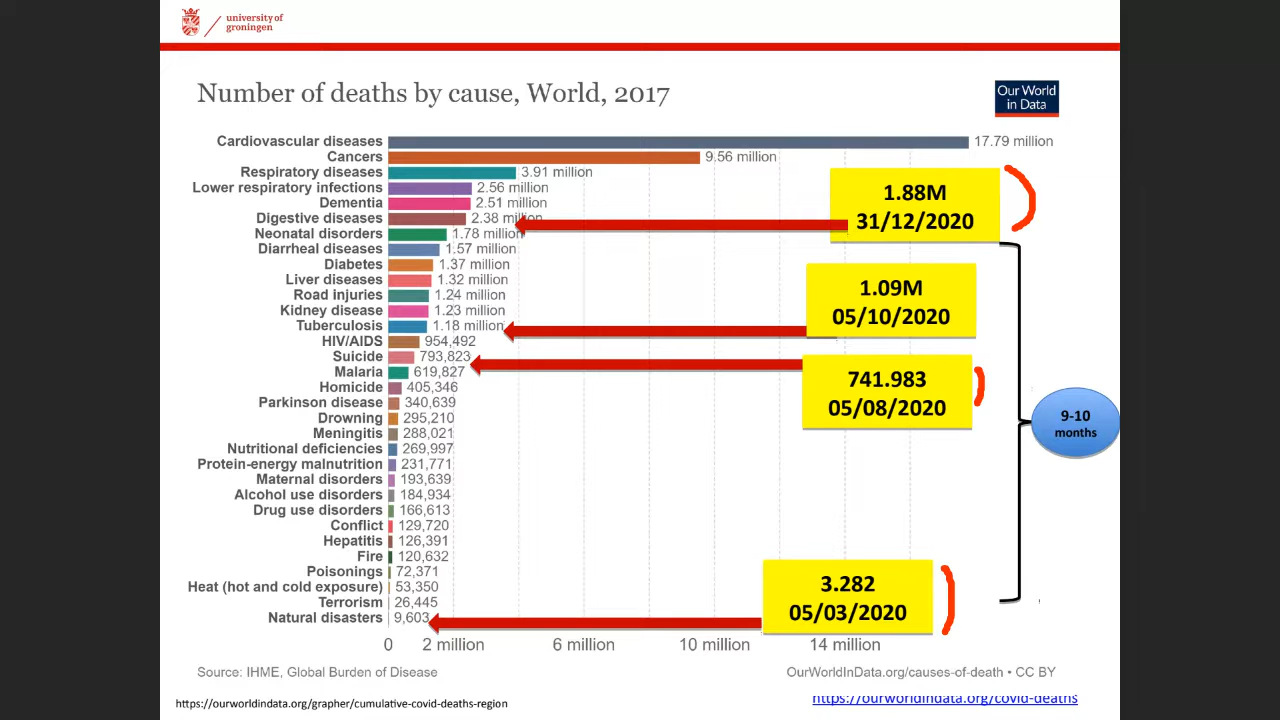 university of
groningen
Number of deaths by cause, World, 2017
Our World
in Data
Cardiovascular diseases 17.79 million
Cancers 9.56 million
Respiratory diseases 3.91 million
Lower respiratory infections 2.56 million
Dementia 2.51 million
Digestive diseases 2.38 million
Neonatal disorders 1.78 million
Diarrheal diseases 1.57 million
Diabetes 1.37 million
Liver diseases 1.32 million
Road injuries 1.24 million
Kidney disease 1.23 million
Tuberculosis 1.18 million
HIV/AIDS 954,492
Suicide 793,823
Malaria 619,827
Homicide 405,346
Parkinson disease 340,639
Drowning 295,210
Meningitis 288,021
Nutritional deficiencies 269,997
Protein-energy malnutrition 231,771
Maternal disorders 193,639
Alcohol use disorders 184,934
Drug use disorders 166,613
Conflict 129,720
Hepatitis 126,391
Fire 120,632
Poisonings 72,371
Heat (hot and cold exposure) 53,350
Terrorism 26,445
Natural disasters 9,603
0 2 million 6 million 10 million 14 million
1.88M
31/12/2020
1.09M
05/10/2020
741.983
05/08/2020
9-10
months
3.282
05/03/2020
Source: IHME, Global Burden of Disease
OurWorldInData.org/causes-of-death • CC BY
https://ourworldindata.org/grapher/cumulative-covid-deaths-region
https://ourworldindata.org/covid-deaths